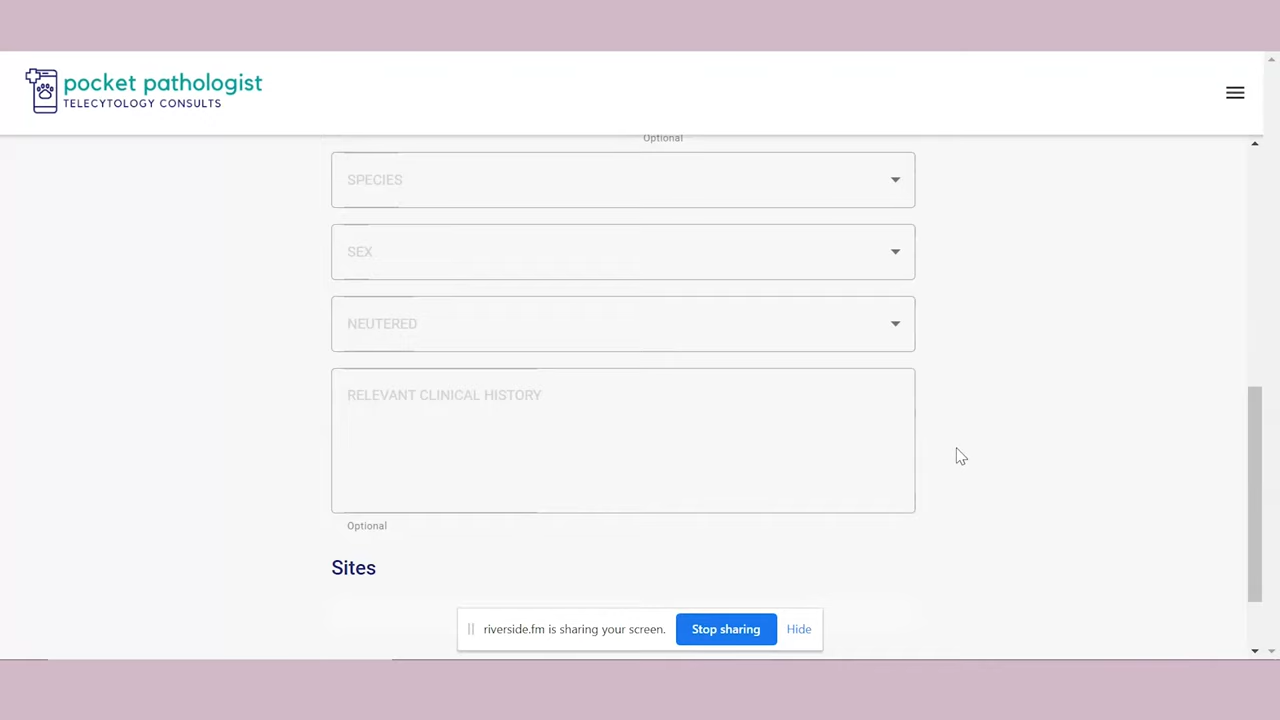 pocket pathologist
TELECYTOLOGY CONSULTS
Optional
SPECIES
SEX
NEUTERED
RELEVANT CLINICAL HISTORY
Optional
Sites
riverside.fm is sharing your screen. Stop sharing Hide